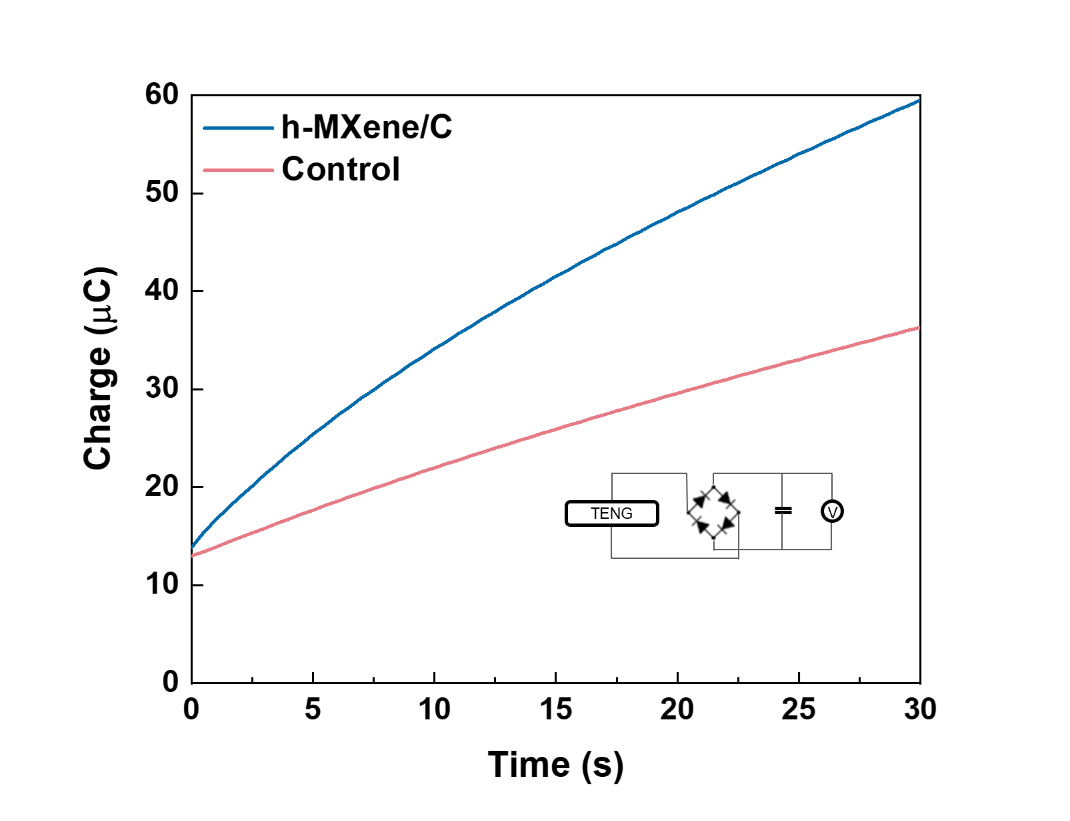 60
h-MXene/C
Control
50
40
30
20
10
0
Charge (μC)
TENG
V
0 5 10 15 20 25 30
Time (s)